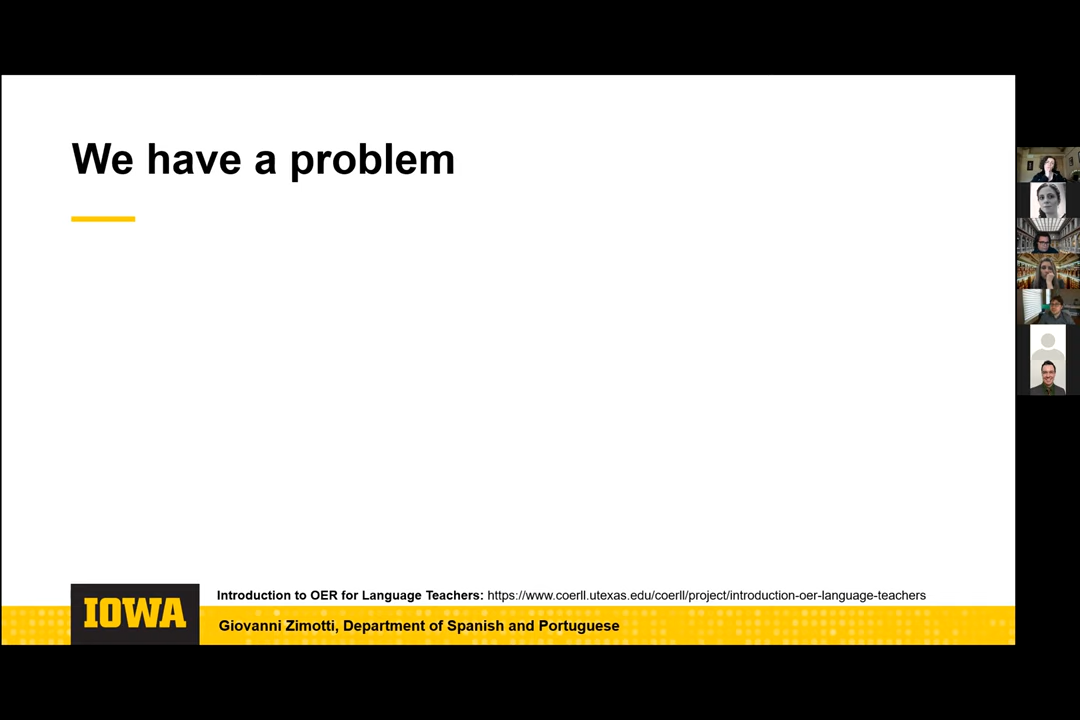 We have a problem
Introduction to OER for Language Teachers: https://www.coerll.utexas.edu/coerll/project/introduction-oer-language-teachers
IOWA
Giovanni Zimotti, Department of Spanish and Portuguese